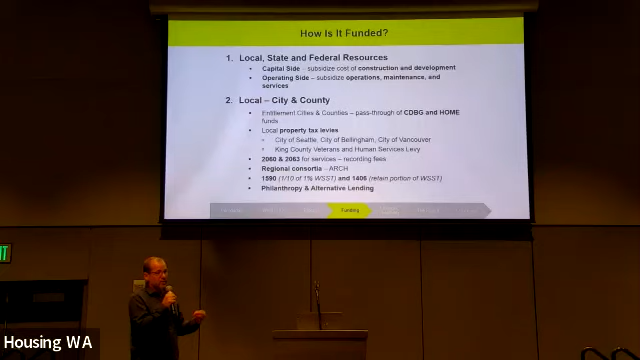 How Is It Funded?
1. Local, State and Federal Resources
• Capital Side – subsidize cost of construction and development
• Operating Side – subsidize operations, maintenance, and
services
2. Local – City & County
• Entitlement Cities & Counties – pass-through of CDBG and HOME
funds
• Local property tax levies
City of Seattle, City of Bellingham, City of Vancouver
King County Veterans and Human Services Levy
• 2060 & 2063 for services – recording fees
• Regional consortia – ARCH
• 1590 (1/10 of 1% WSST) and 1406 (retain portion of WSST)
• Philanthropy & Alternative Lending
Funding
Housing WA